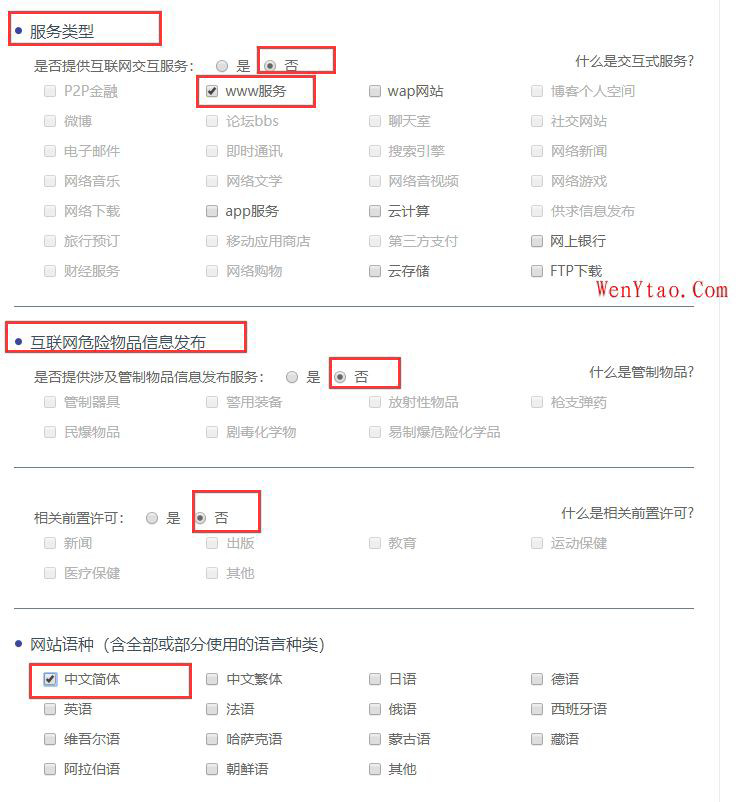 服务类型
是否提供互联网交互服务： 是 否 什么是交互式服务?
P2P金融 www服务 wap网站 博客个人空间
微博 论坛bbs 聊天室 社交网站
电子邮件 即时通讯 搜索引擎 网络新闻
网络音乐 网络文学 网络音视频 网络游戏
网络下载 app服务 云计算 供求信息发布
旅行预订 移动应用商店 第三方支付 网上银行
财经服务 网络购物 云存储 FTP下载
WenYtao.Com
互联网危险物品信息发布
是否提供涉及管制物品信息发布服务： 是 否 什么是管制物品?
管制器具 警用装备 放射性物品 枪支弹药
民爆物品 剧毒化学物 易制爆危险化学品
相关前置许可： 是 否 什么是相关前置许可?
新闻 出版 教育 运动保健
医疗保健 其他
网站语种（含全部或部分使用的语言种类）
中文简体 中文繁体 日语 德语
英语 法语 俄语 西班牙语
维吾尔语 哈萨克语 蒙古语 藏语
阿拉伯语 朝鲜语 其他